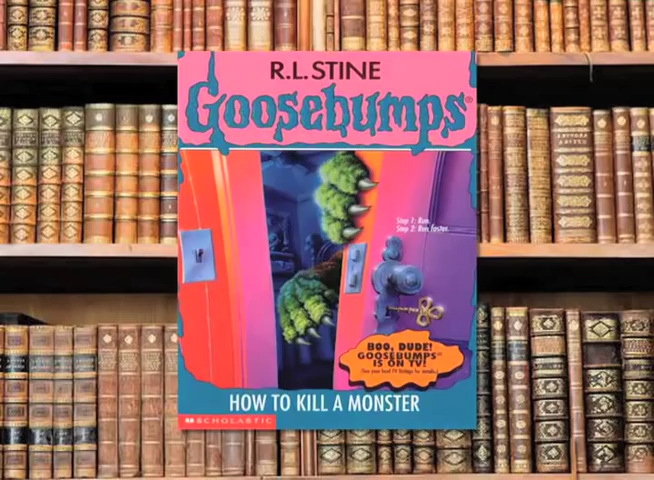 R.L. STINE
Goosebumps®
Step 1: Run.
Step 2: Run faster.
BOO, DUDE!
GOOSEBUMPS
IS ON TV!
HOW TO KILL A MONSTER
SCHOLASTIC